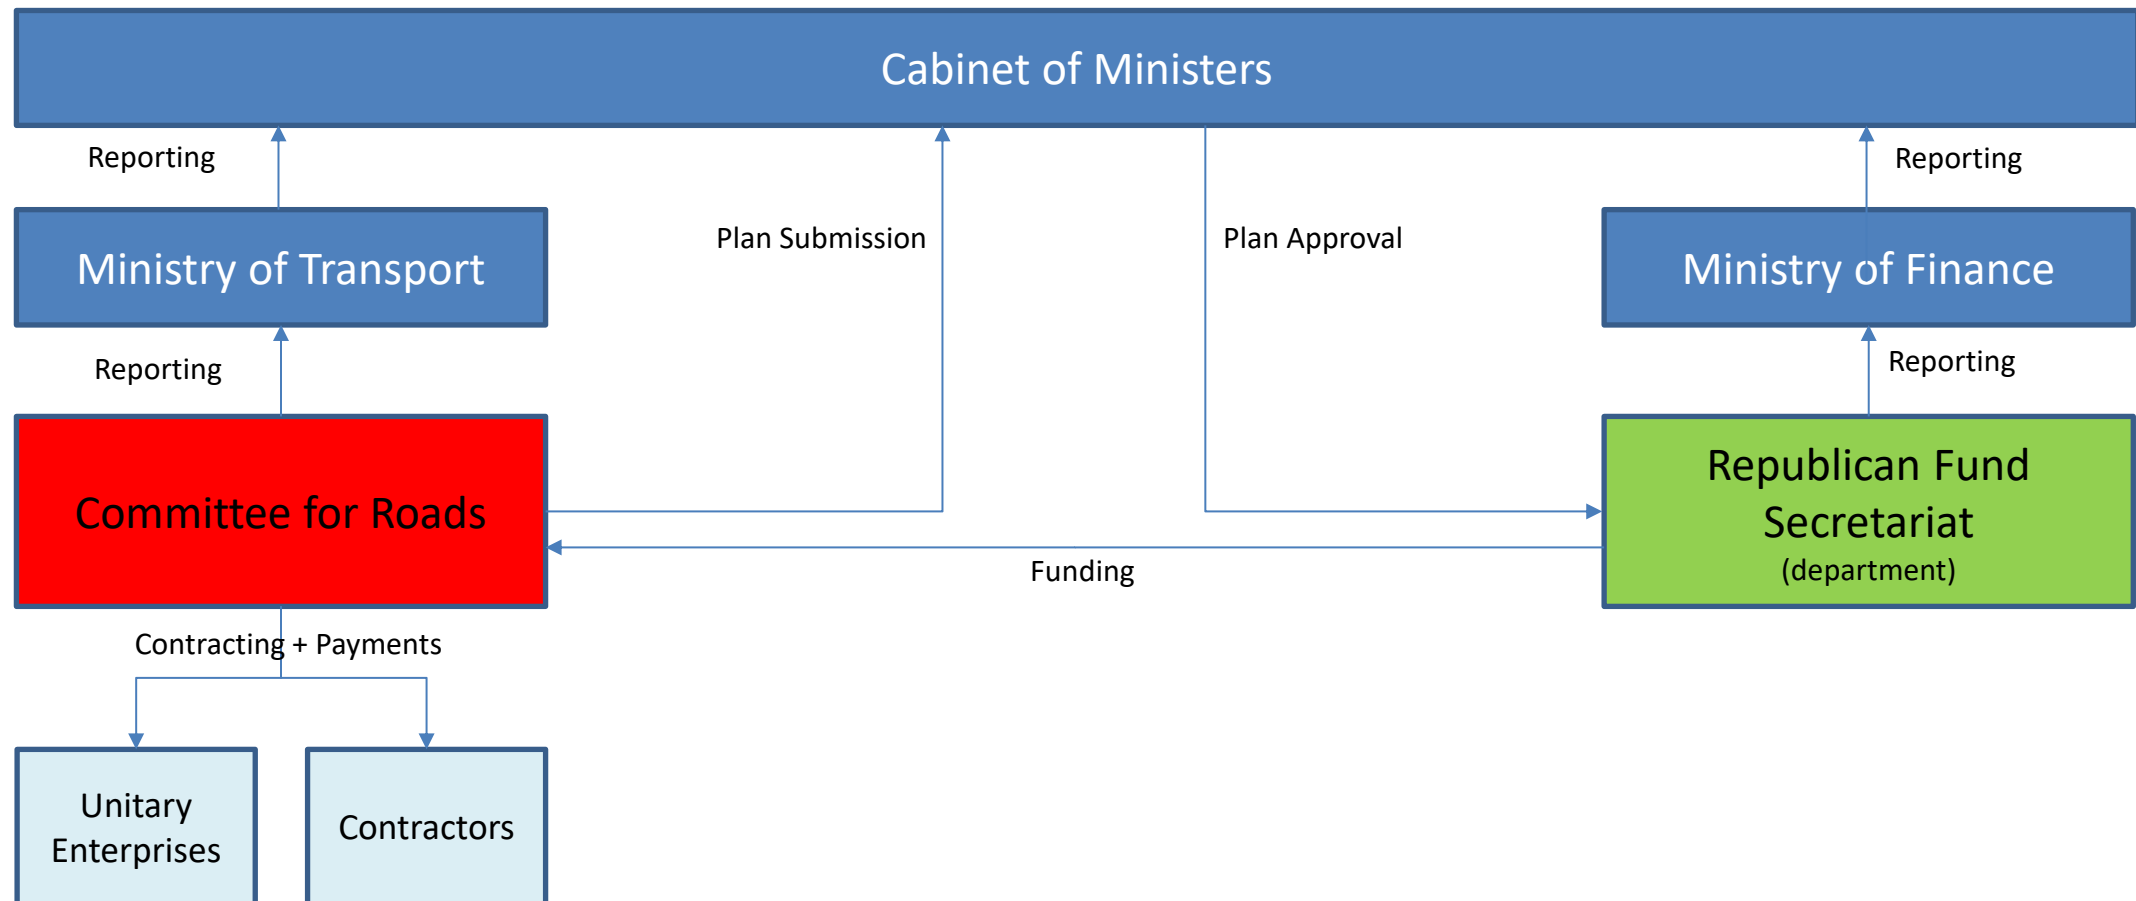 Cabinet of Ministers
Reporting
Reporting
Ministry of Transport
Plan Submission
Plan Approval
Ministry of Finance
Reporting
Reporting
Committee for Roads
Republican Fund
Secretariat
(department)
Funding
Contracting + Payments
Unitary
Enterprises
Contractors